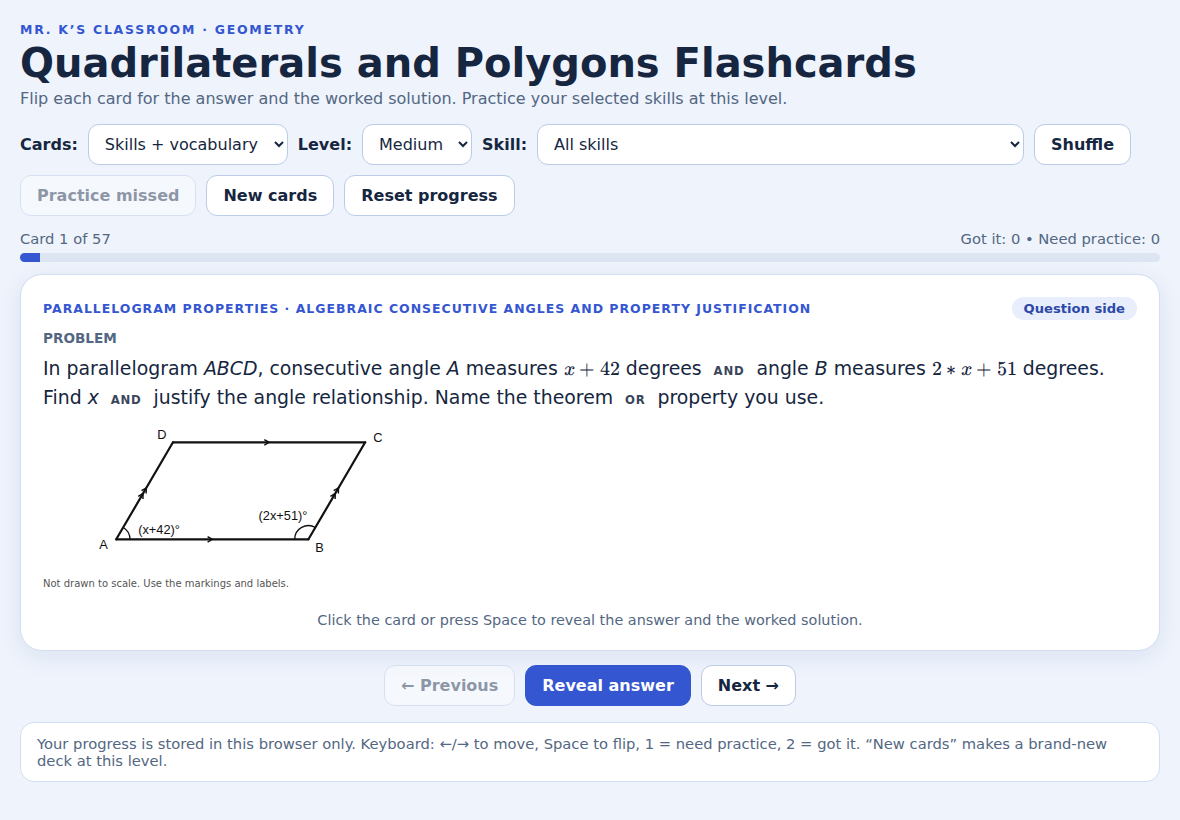 MR. K’S CLASSROOM · GEOMETRY
Quadrilaterals and Polygons Flashcards
Flip each card for the answer and the worked solution. Practice your selected skills at this level.
Cards: Skills + vocabulary Level: Medium Skill: All skills Shuffle
Practice missed New cards Reset progress
Card 1 of 57 Got it: 0 • Need practice: 0
PARALLELOGRAM PROPERTIES · ALGEBRAIC CONSECUTIVE ANGLES AND PROPERTY JUSTIFICATION Question side
PROBLEM
In parallelogram ABCD, consecutive angle A measures x + 42 degrees AND angle B measures 2 * x + 51 degrees.
Find x AND justify the angle relationship. Name the theorem OR property you use.
D C
(x+42)° (2x+51)°
A B
Not drawn to scale. Use the markings and labels.
Click the card or press Space to reveal the answer and the worked solution.
← Previous Reveal answer Next →
Your progress is stored in this browser only. Keyboard: ←/→ to move, Space to flip, 1 = need practice, 2 = got it. “New cards” makes a brand-new
deck at this level.